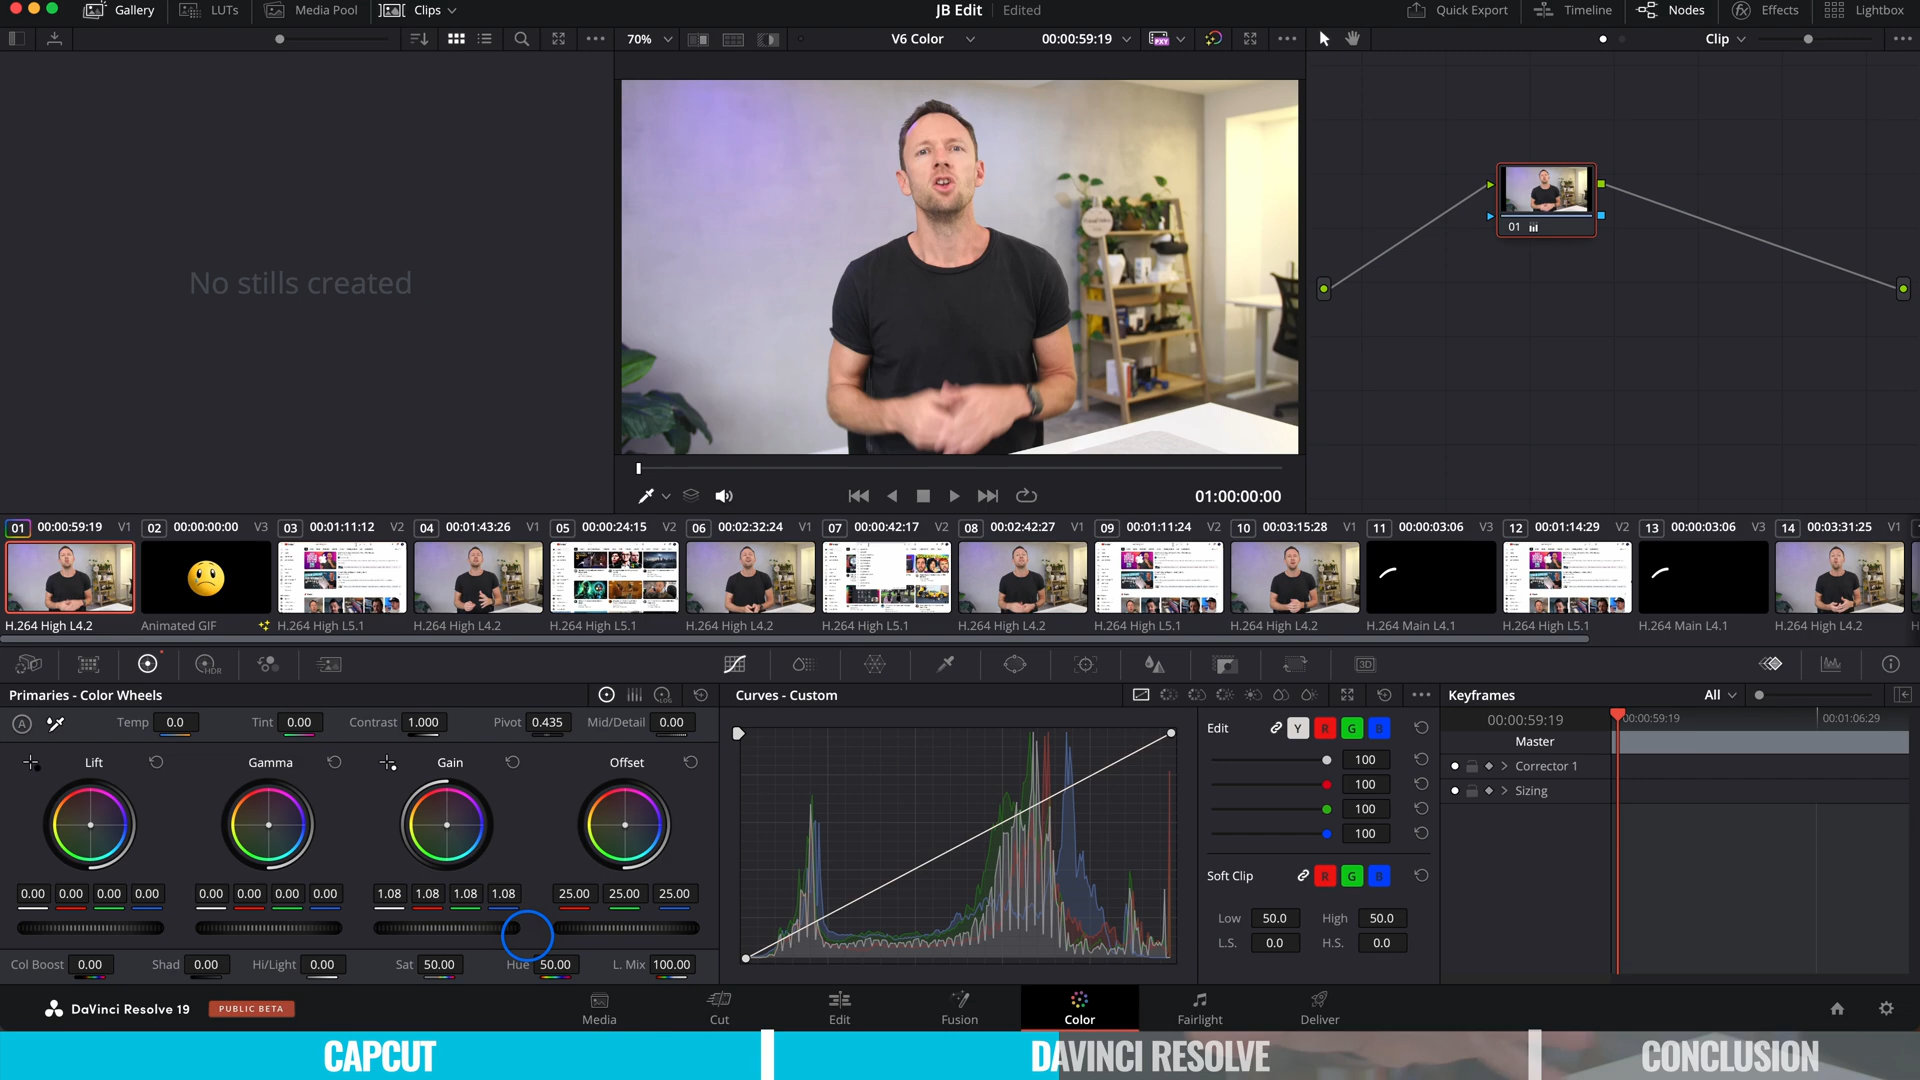 Gallery LUTs Media Pool Clips JB Edit Edited Quick Export Timeline Nodes Effects Lightbox
70% V6 Color 00:00:59:19 PXY Clip
No stills created
01
01:00:00:00
01 00:00:59:19 V1 02 00:00:00:00 V3 03 00:01:11:12 V2 04 00:01:43:26 V1 05 00:00:24:15 V2 06 00:02:32:24 V1 07 00:00:42:17 V2 08 00:02:42:27 V1 09 00:01:11:24 V2 10 00:03:15:28 V1 11 00:00:03:06 V3 12 00:01:14:29 V2 13 00:00:03:06 V3 14 00:03:31:25 V1
H.264 High L4.2 Animated GIF H.264 High L5.1 H.264 High L4.2 H.264 High L5.1 H.264 High L4.2 H.264 High L5.1 H.264 High L4.2 H.264 High L5.1 H.264 High L4.2 H.264 Main L4.1 H.264 High L5.1 H.264 Main L4.1 H.264 High L4.2
HDR 3D
Primaries - Color Wheels LOG Curves - Custom Keyframes All
A Temp 0.0 Tint 0.00 Contrast 1.000 Pivot 0.435 Mid/Detail 0.00
Edit Y R G B
00:00:59:19 00:00:59:19 00:01:06:29
Master
Lift Gamma Gain Offset
100
100
100
100
Corrector 1
Sizing
Soft Clip R G B
0.00 0.00 0.00 0.00 0.00 0.00 0.00 0.00 1.08 1.08 1.08 1.08 25.00 25.00 25.00
Low 50.0 High 50.0
L.S. 0.0 H.S. 0.0
Col Boost 0.00 Shad 0.00 Hi/Light 0.00 Sat 50.00 Hue 50.00 L. Mix 100.00
DaVinci Resolve 19 PUBLIC BETA
Media Cut Edit Fusion Color Fairlight Deliver
CAPCUT DAVINCI RESOLVE CONCLUSION